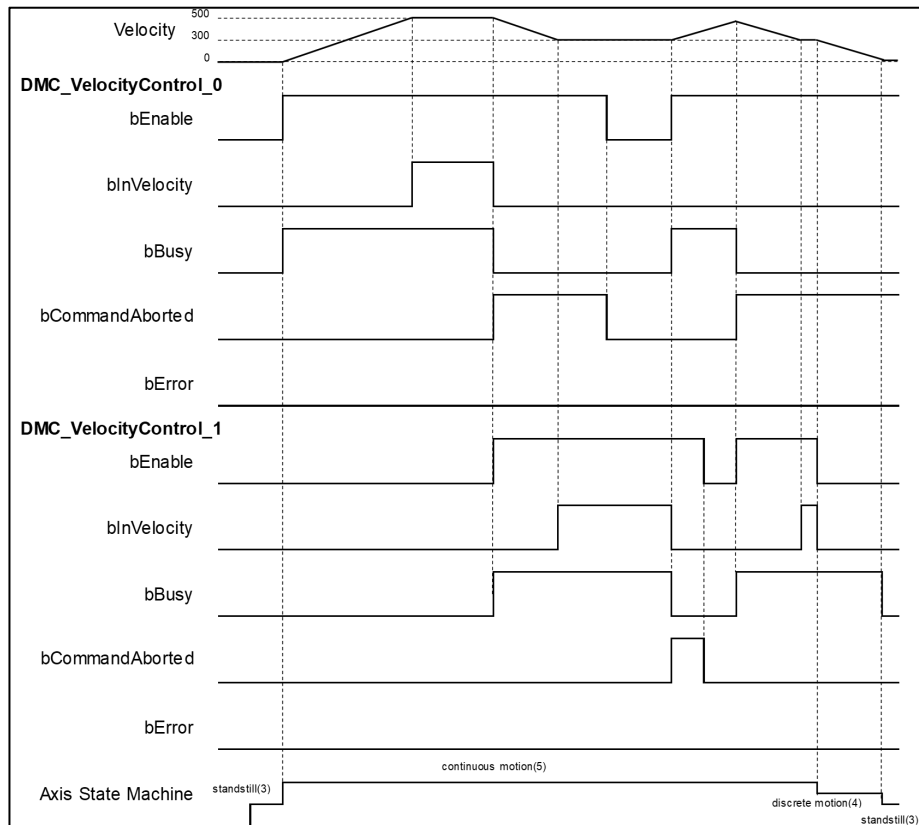 500
Velocity
300
0
DMC_VelocityControl_0
bEnable
bInVelocity
bBusy
bCommandAborted
bError
DMC_VelocityControl_1
bEnable
bInVelocity
bBusy
bCommandAborted
bError
continuous motion(5)
standstill(3)
Axis State Machine
discrete motion(4)
standstill(3)